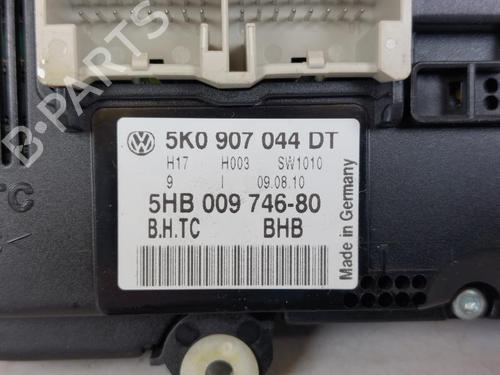 B-PARTS
TC
5K0 907 044 DT
H17 H003 SW1010
9 I 09.08.10
5HB 009 746-80
B.H.TC BHB
Made in Germany